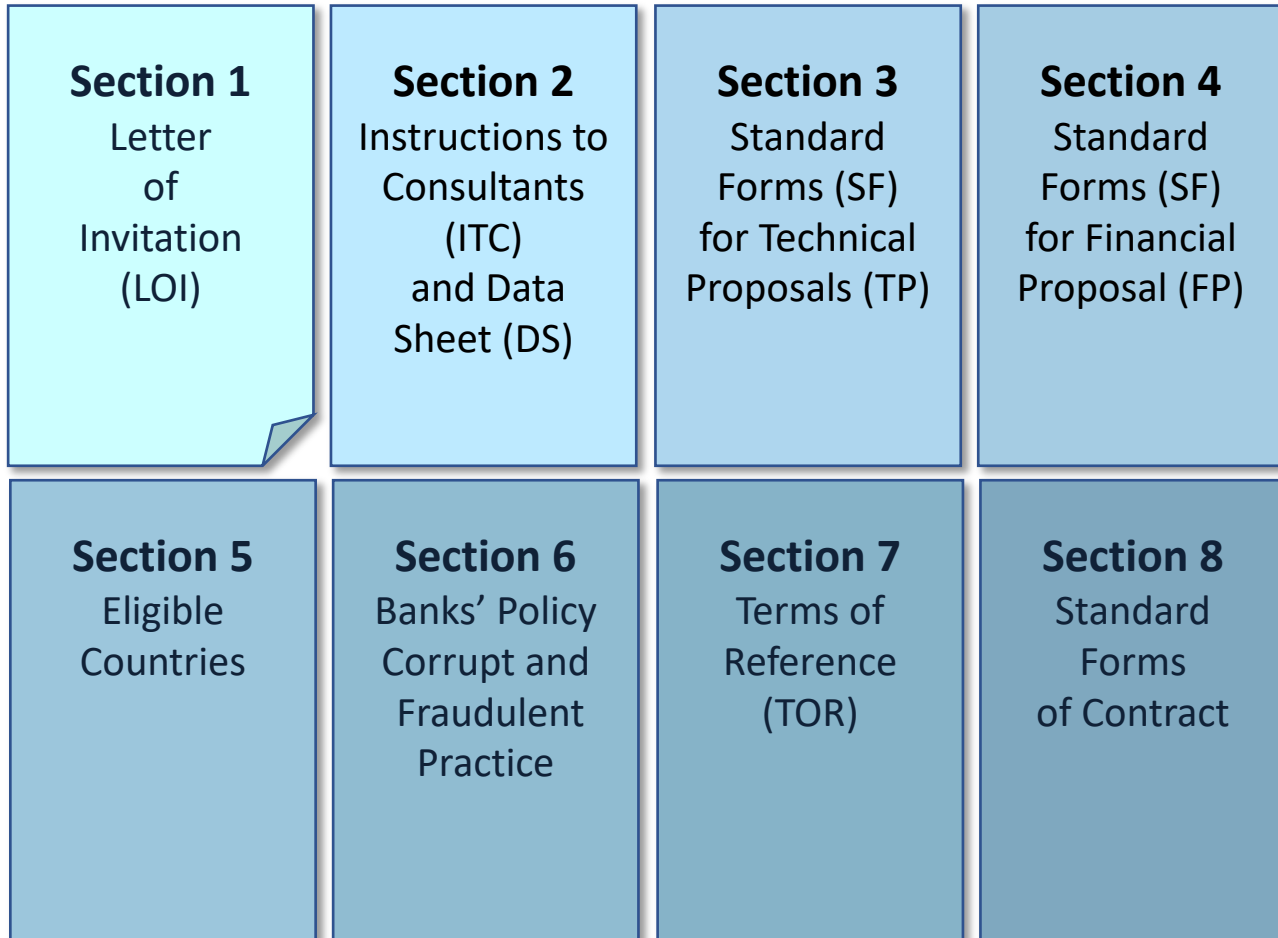 Section 1
Letter
of
Invitation
(LOI)
Section 2
Instructions to
Consultants
(ITC)
and Data
Sheet (DS)
Section 3
Standard
Forms (SF)
for Technical
Proposals (TP)
Section 4
Standard
Forms (SF)
for Financial
Proposal (FP)
Section 5
Eligible
Countries
Section 6
Banks’ Policy
Corrupt and
Fraudulent
Practice
Section 7
Terms of
Reference
(TOR)
Section 8
Standard
Forms
of Contract